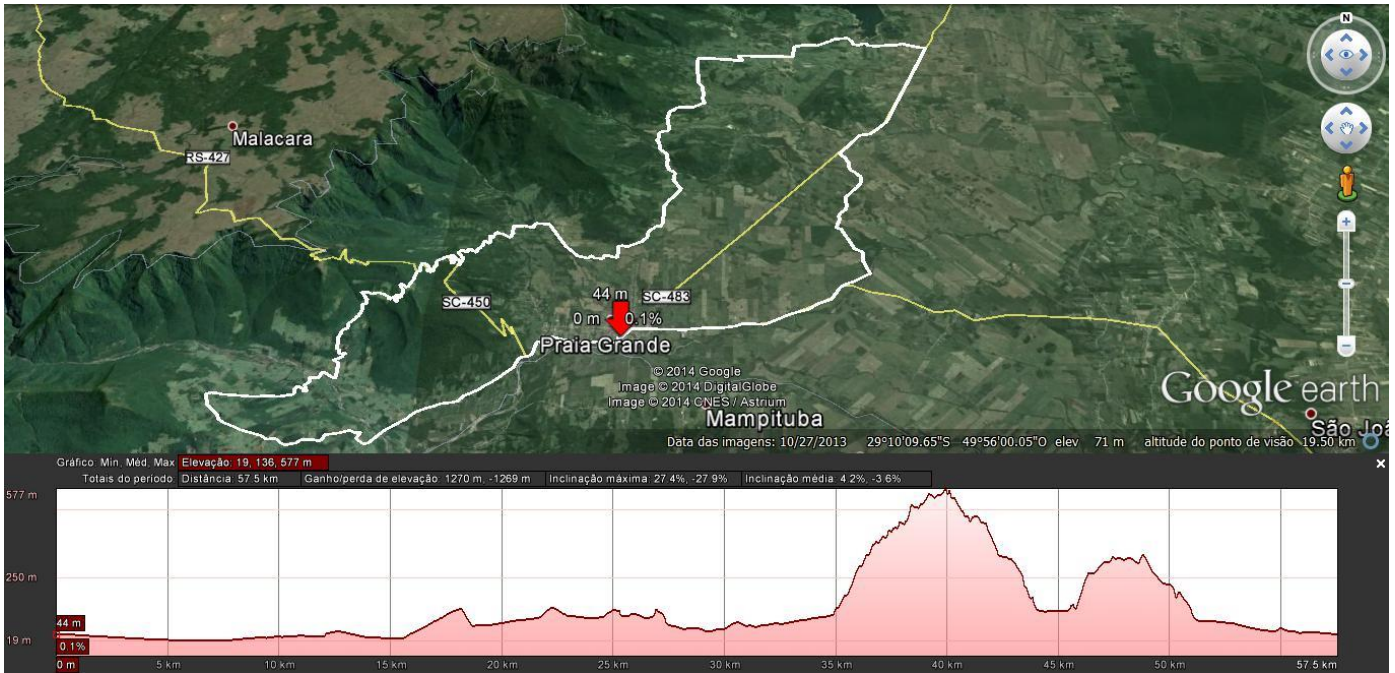 N
Malacara
RS-427
SC-450
44 m
SC-483
0 m 0.1%
Praia Grande
© 2014 Google
Image © 2014 DigitalGlobe
Image © 2014 CNES / Astrium
Mampituba
Google earth
São Joã
Data das imagens: 10/27/2013 29°10'09.65"S 49°56'00.05"O elev 71 m altitude do ponto de visão 19.50 km
Gráfico: Mín, Méd, Máx Elevação: 19, 136, 577 m
Totais do período: Distância: 57.5 km Ganho/perda de elevação: 1270 m, -1269 m Inclinação máxima: 27.4%, -27.9% Inclinação média: 4.2%, -3.6%
577 m
250 m
44 m
19 m
0.1%
0 m 5 km 10 km 15 km 20 km 25 km 30 km 35 km 40 km 45 km 50 km 57.5 km